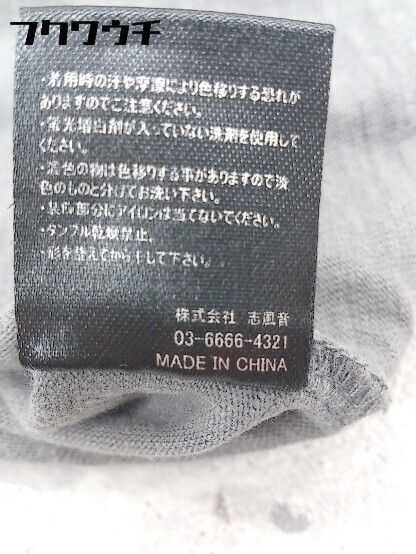 フクウウチ
・着用時の汗や摩擦により色移りする恐れが
ありますのでご注意ください。
・蛍光増白剤が入っていない洗剤を使用して
ください。
・濃色の物は色移りする事がありますので淡
色のものと分けてお洗い下さい。
・装飾部分にアイロンは当てないでください。
・タンブル乾燥禁止。
・形を整えてから干して下さい。
株式会社 志風音
03-6666-4321
MADE IN CHINA